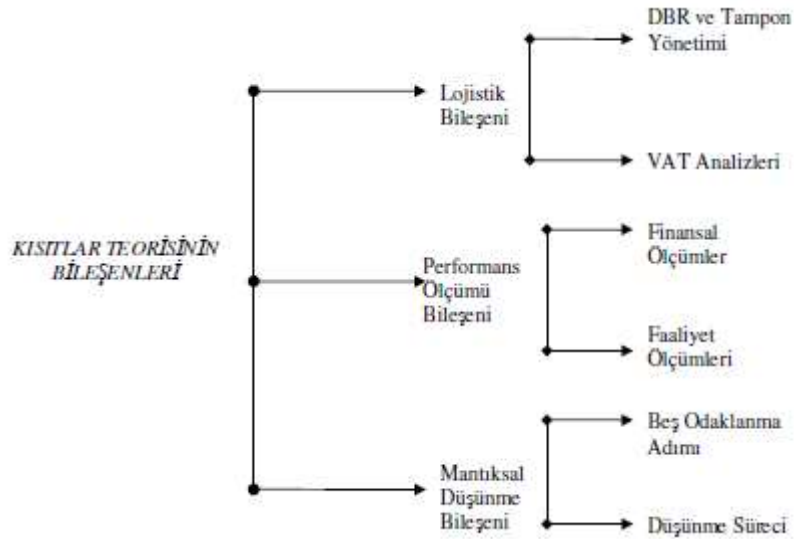 KISITLAR TEORİSİNİN
BİLEŞENLERİ
Lojistik
Bileşeni
DBR ve Tampon
Yönetimi
VAT Analizleri
Performans
Ölçümü
Bileşeni
Finansal
Ölçümler
Faaliyet
Ölçümleri
Mantıksal
Düşünme
Bileşeni
Beş Odaklanma
Adımı
Düşünme Süreci